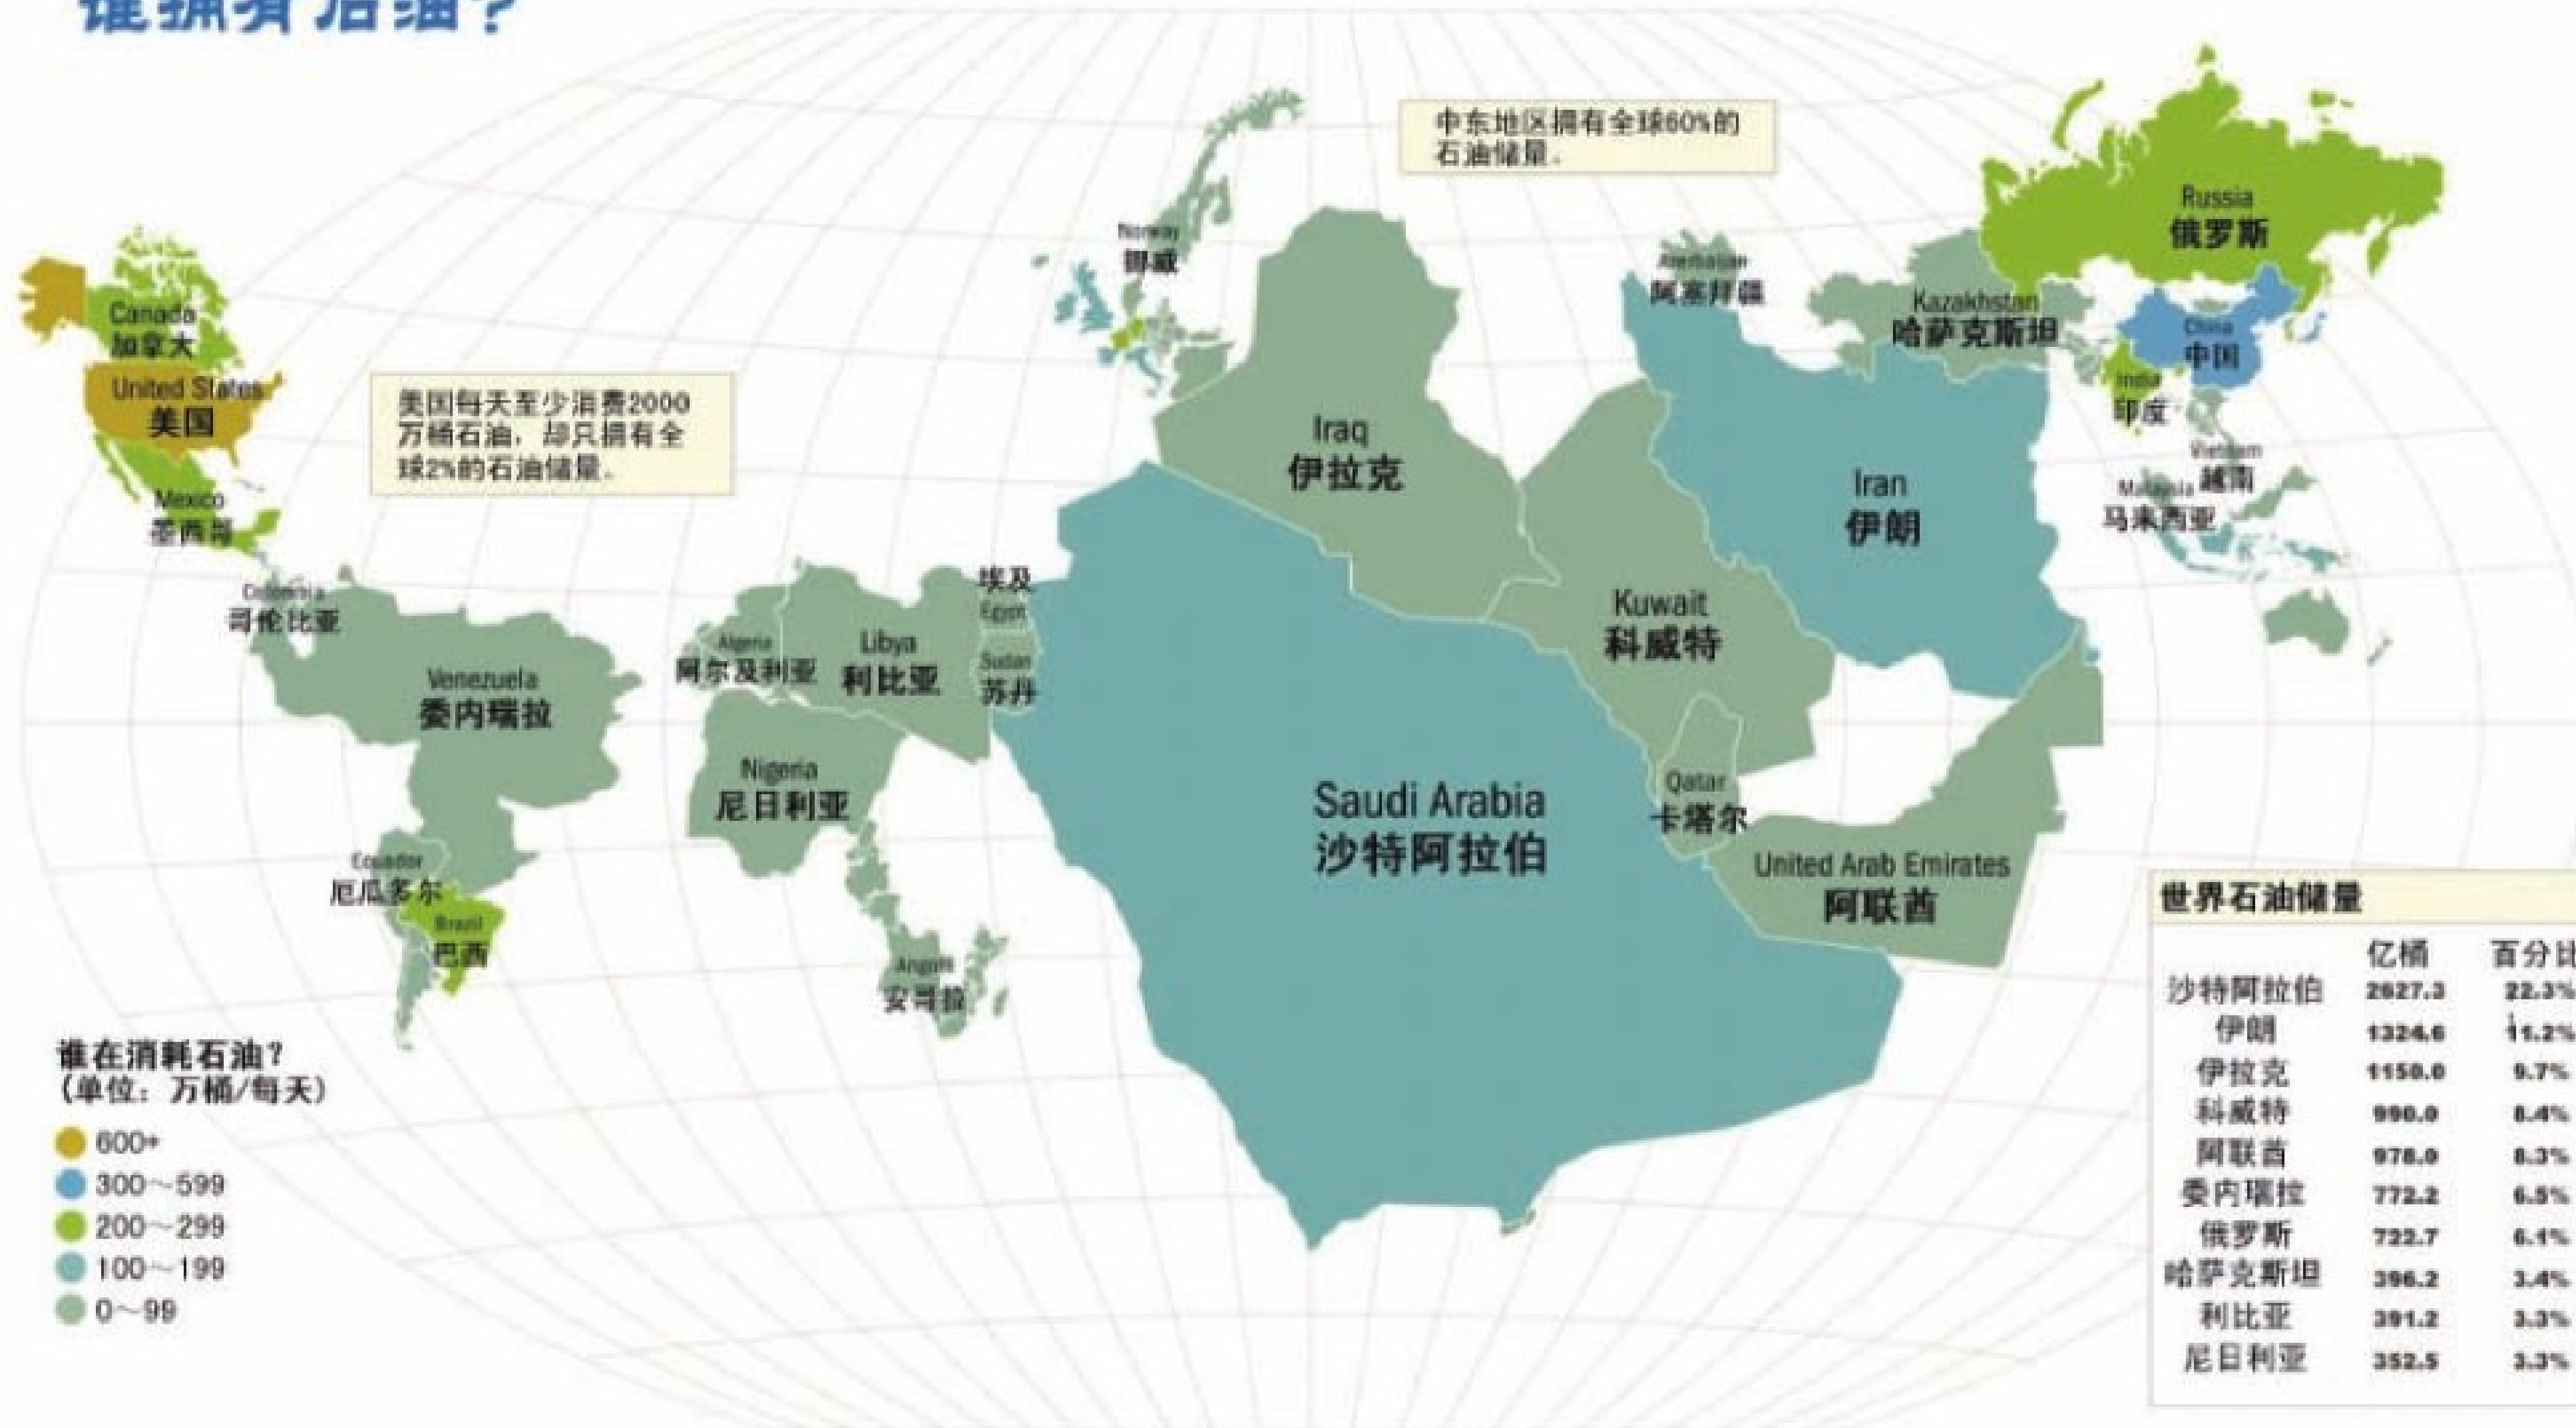 谁拥有石油?
中东地区拥有全球60%的
石油储量.
Russia
俄罗斯
Norway
挪威
Azerbaijan
阿塞拜疆
Canada
加拿大
Kazakhstan
哈萨克斯坦
China
中国
United States
美国
美国每天至少消费2000
万桶石油, 却只拥有全
球2%的石油储量.
India
印度
Iraq
伊拉克
Iran
伊朗
Vietnam
越南
Malaysia
马来西亚
Mexico
墨西哥
Colombia
哥伦比亚
埃及
Egypt
Kuwait
科威特
Algeria
阿尔及利亚
Libya
利比亚
Sudan
苏丹
Venezuela
委内瑞拉
Nigeria
尼日利亚
Saudi Arabia
沙特阿拉伯
Qatar
卡塔尔
United Arab Emirates
阿联酋
Ecuador
厄瓜多尔
Brazil
巴西
Angola
安哥拉
谁在消耗石油?
(单位: 万桶/每天)
600+
300~599
200~299
100~199
0~99
世界石油储量
亿桶 百分比
沙特阿拉伯 2627.3 22.3%
伊朗 1324.6 11.2%
伊拉克 1150.0 9.7%
科威特 990.0 8.4%
阿联酋 978.0 8.3%
委内瑞拉 772.2 6.5%
俄罗斯 722.7 6.1%
哈萨克斯坦 396.2 3.4%
利比亚 391.2 3.3%
尼日利亚 352.5 3.3%